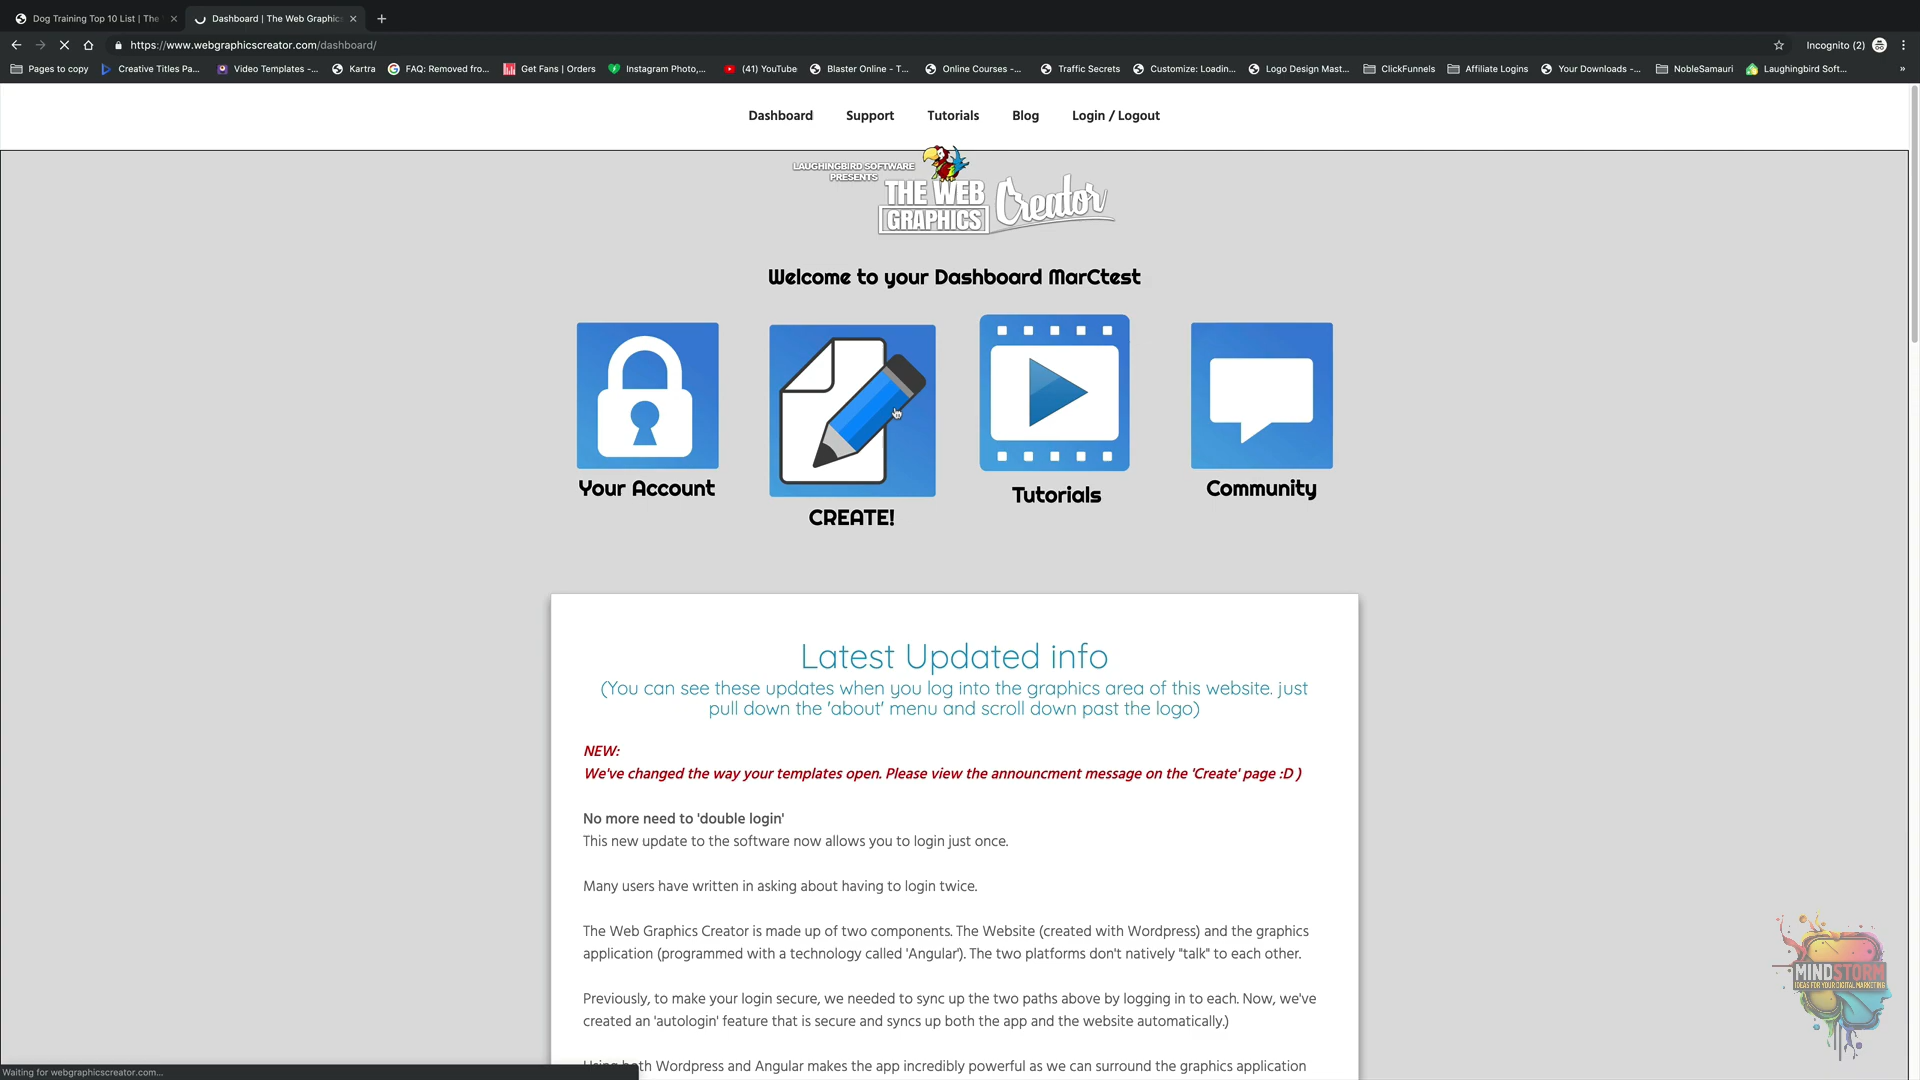 Dog Training Top 10 List | The
Dashboard | The Web Graphics
https://www.webgraphicscreator.com/dashboard/
Incognito (2)
Pages to copy
Creative Titles Pa...
Video Templates -...
Kartra
FAQ: Removed fro...
Get Fans | Orders
Instagram Photo,...
(41) YouTube
Blaster Online - T...
Online Courses -...
Traffic Secrets
Customize: Loadin...
Logo Design Mast...
ClickFunnels
Affiliate Logins
Your Downloads -...
NobleSamauri
Laughingbird Soft...
»
Dashboard
Support
Tutorials
Blog
Login / Logout
LAUGHINGBIRD SOFTWARE
PRESENTS
THE WEB
GRAPHICS
Creator
Welcome to your Dashboard MarCtest
Your Account
CREATE!
Tutorials
Community
Latest Updated info
(You can see these updates when you log into the graphics area of this website. just
pull down the 'about' menu and scroll down past the logo)
NEW:
We've changed the way your templates open. Please view the announcment message on the 'Create' page :D )
No more need to 'double login'
This new update to the software now allows you to login just once.
Many users have written in asking about having to login twice.
The Web Graphics Creator is made up of two components. The Website (created with Wordpress) and the graphics
application (programmed with a technology called 'Angular'). The two platforms don't natively "talk" to each other.
Previously, to make your login secure, we needed to sync up the two paths above by logging in to each. Now, we've
created an 'autologin' feature that is secure and syncs up both the app and the website automatically.)
Using both Wordpress and Angular makes the app incredibly powerful as we can surround the graphics application
Waiting for webgraphicscreator.com...
MINDSTORM
IDEAS FOR YOUR DIGITAL MARKETING